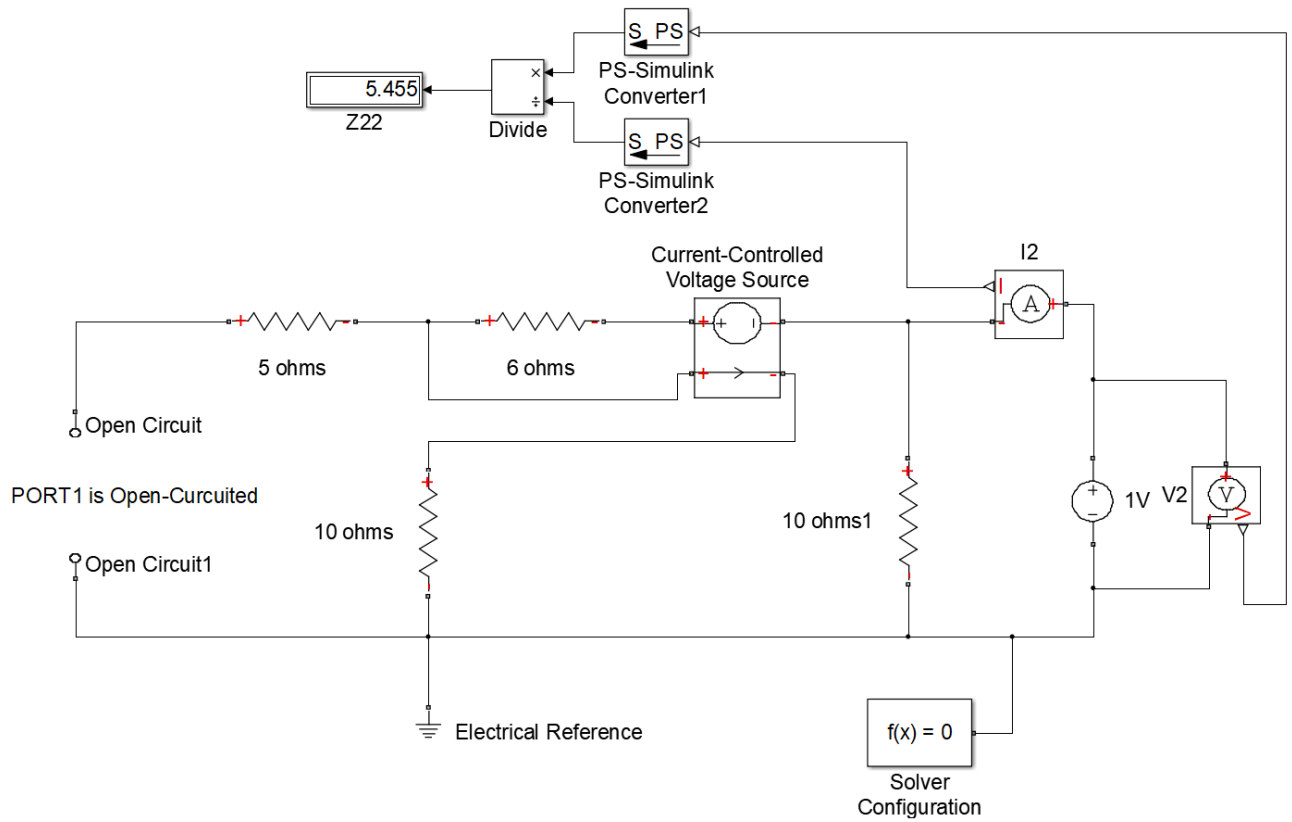 S PS
PS-Simulink
Converter1
5.455
Z22
×
÷
Divide
S PS
PS-Simulink
Converter2
Current-Controlled
Voltage Source
I2
I
A
+
-
+
-
+
-
+
-
+
-
+
-
5 ohms
6 ohms
Open Circuit
PORT1 is Open-Curcuited
10 ohms
+
-
10 ohms1
+
-
+
−
1V
V2
+
V
-
V
Open Circuit1
Electrical Reference
f(x) = 0
Solver
Configuration